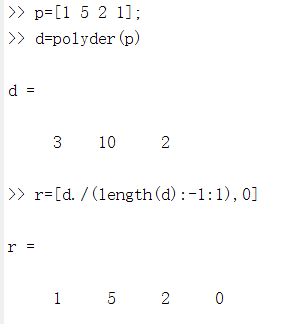 >> p=[1 5 2 1];
>> d=polyder(p)
d =
3 10 2
>> r=[d./(length(d):-1:1),0]
r =
1 5 2 0